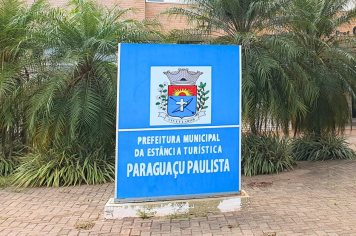 PREFEITURA MUNICIPAL
DA ESTÂNCIA TURÍSTICA
PARAGUAÇU PAULISTA